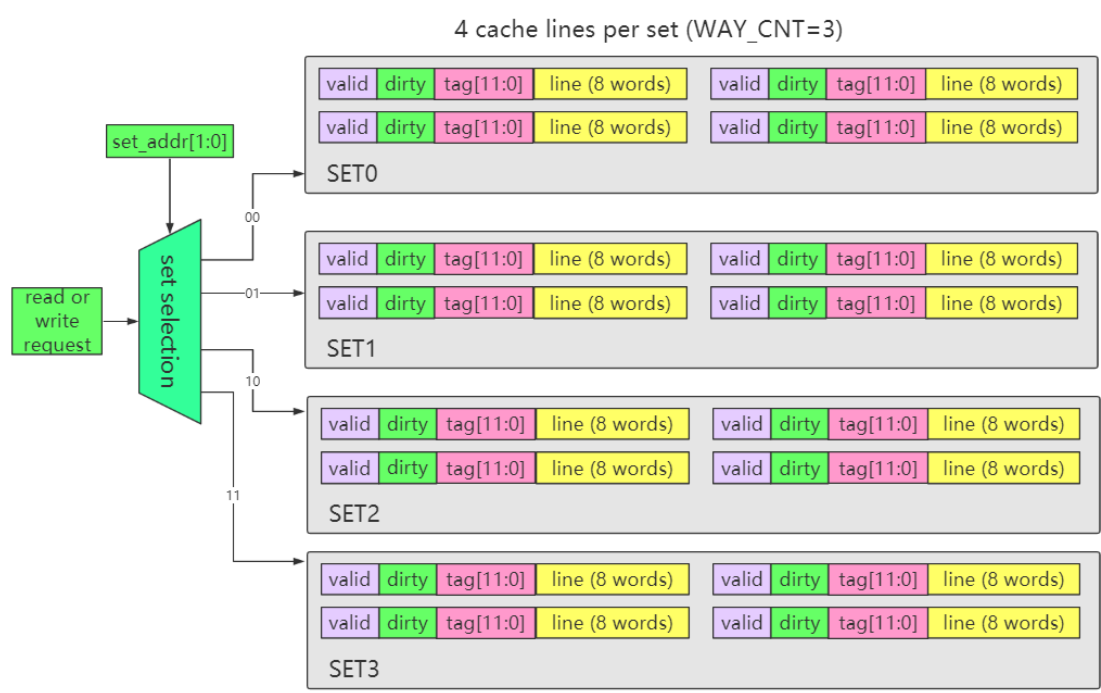 4 cache lines per set (WAY_CNT=3)
valid dirty tag[11:0] line (8 words) valid dirty tag[11:0] line (8 words)
valid dirty tag[11:0] line (8 words) valid dirty tag[11:0] line (8 words)
SET0
set_addr[1:0]
00
valid dirty tag[11:0] line (8 words) valid dirty tag[11:0] line (8 words)
valid dirty tag[11:0] line (8 words) valid dirty tag[11:0] line (8 words)
SET1
set selection
01
read or
write
request
10
valid dirty tag[11:0] line (8 words) valid dirty tag[11:0] line (8 words)
valid dirty tag[11:0] line (8 words) valid dirty tag[11:0] line (8 words)
SET2
11
valid dirty tag[11:0] line (8 words) valid dirty tag[11:0] line (8 words)
valid dirty tag[11:0] line (8 words) valid dirty tag[11:0] line (8 words)
SET3